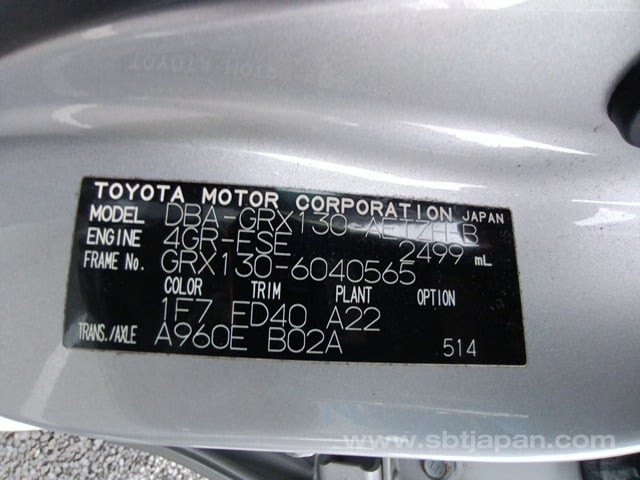 TOYOTA MOTOR CORPORATION JAPAN
MODEL DBA-GRX130-AETZH-B
ENGINE 4GR-FSE 2499 mL
FRAME No. GRX130-6040565
COLOR TRIM PLANT OPTION
1F7 FD40 A22
TRANS./AXLE A960E B02A 514
www.sbtjapan.com